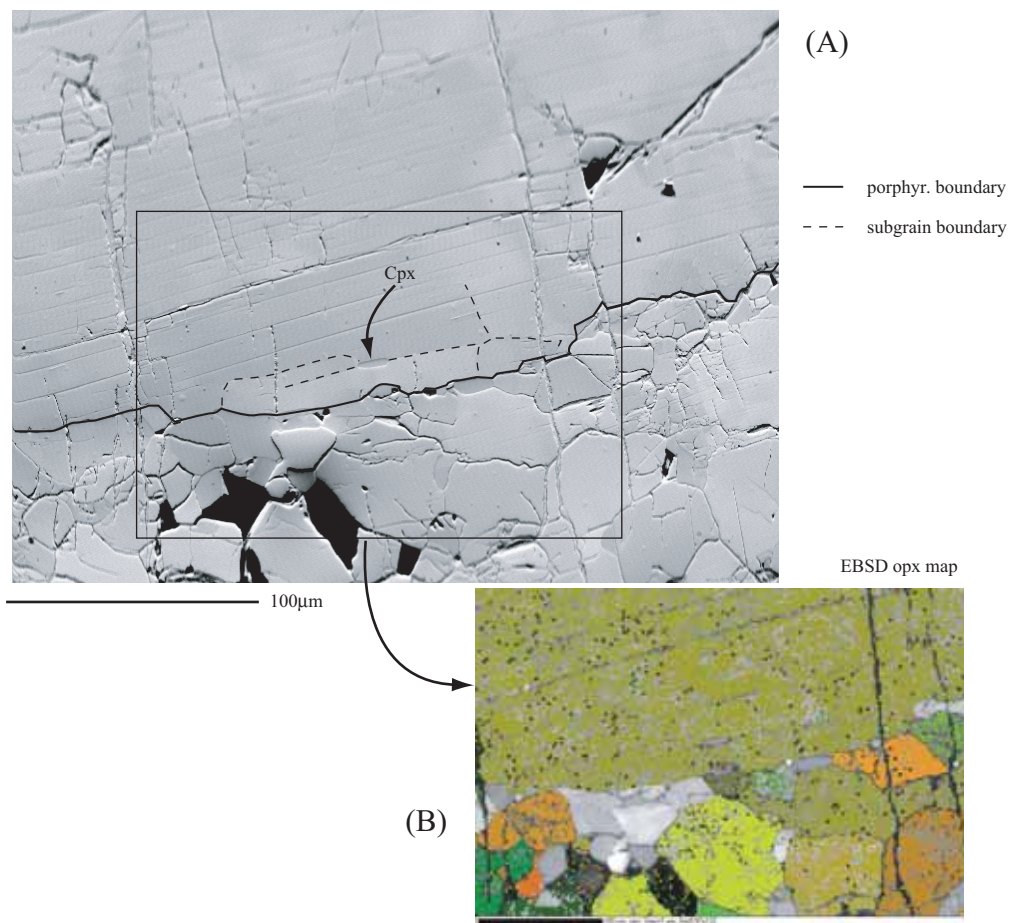 (A)
porphyr. boundary
subgrain boundary
Cpx
EBSD opx map
100μm
(B)